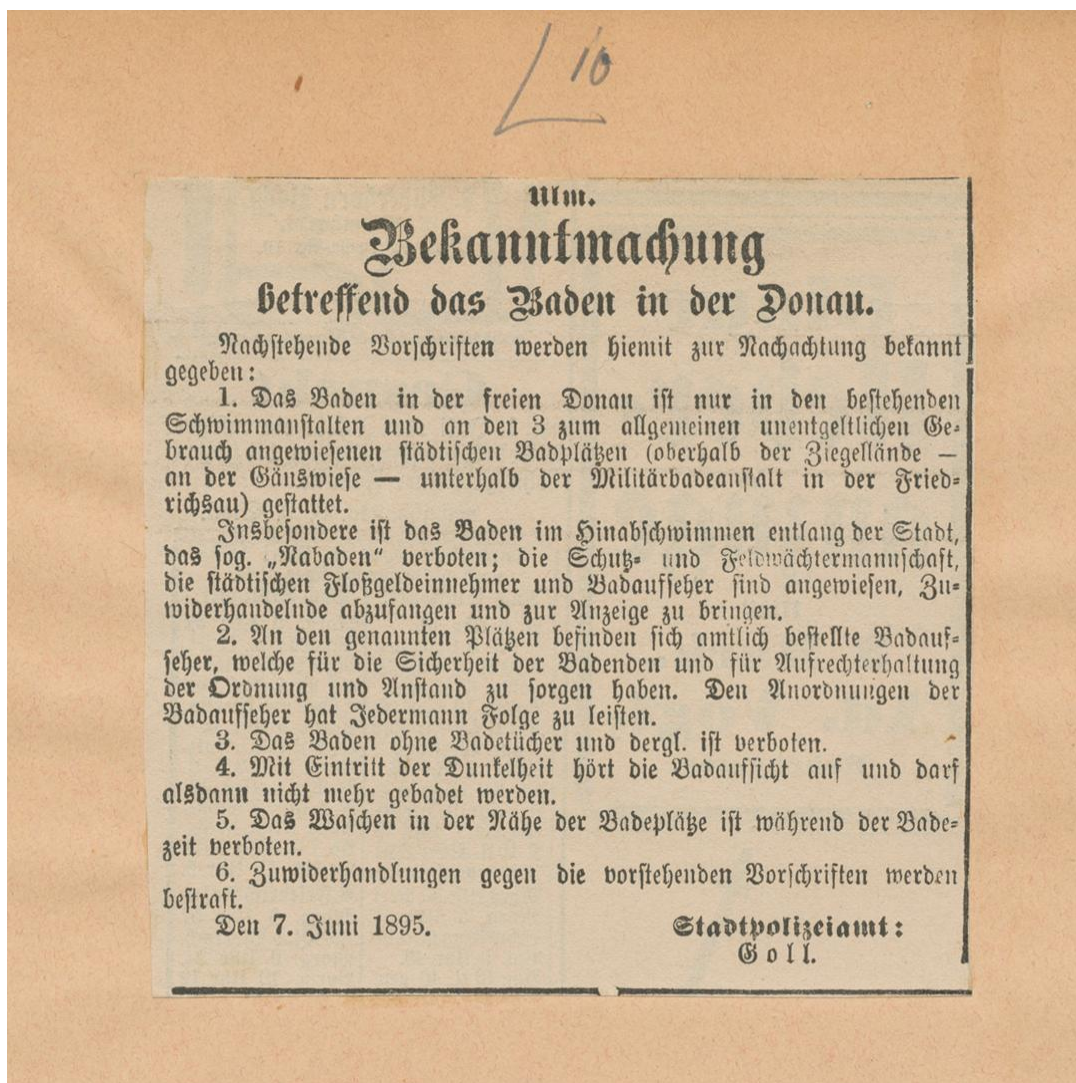 10
Ulm.
Bekanntmachung
betreffend das Baden in der Donau.
Nachstehende Vorschriften werden hiemit zur Nachachtung bekannt
gegeben:
1. Das Baden in der freien Donau ist nur in den bestehenden
Schwimmanstalten und an den 3 zum allgemeinen unentgeltlichen Ge-
brauch angewiesenen städtischen Badplätzen (oberhalb der Ziegellände —
an der Gänswiese — unterhalb der Militärbadeanstalt in der Fried-
richsau) gestattet.
Insbesondere ist das Baden im Hinabschwimmen entlang der Stadt,
das sog. „Nabaden“ verboten; die Schutz- und Feldwächtermannschaft,
die städtischen Floßgeldeinnehmer und Badaufseher sind angewiesen, Zu-
widerhandelnde abzufangen und zur Anzeige zu bringen.
2. An den genannten Plätzen befinden sich amtlich bestellte Badauf-
seher, welche für die Sicherheit der Badenden und für Aufrechterhaltung
der Ordnung und Anstand zu sorgen haben. Den Anordnungen der
Badaufseher hat Jedermann Folge zu leisten.
3. Das Baden ohne Badetücher und dergl. ist verboten.
4. Mit Eintritt der Dunkelheit hört die Badaufsicht auf und darf
alsdann nicht mehr gebadet werden.
5. Das Waschen in der Nähe der Badeplätze ist während der Bade-
zeit verboten.
6. Zuwiderhandlungen gegen die vorstehenden Vorschriften werden
bestraft.
Den 7. Juni 1895. Stadtpolizeiamt:
Goll.